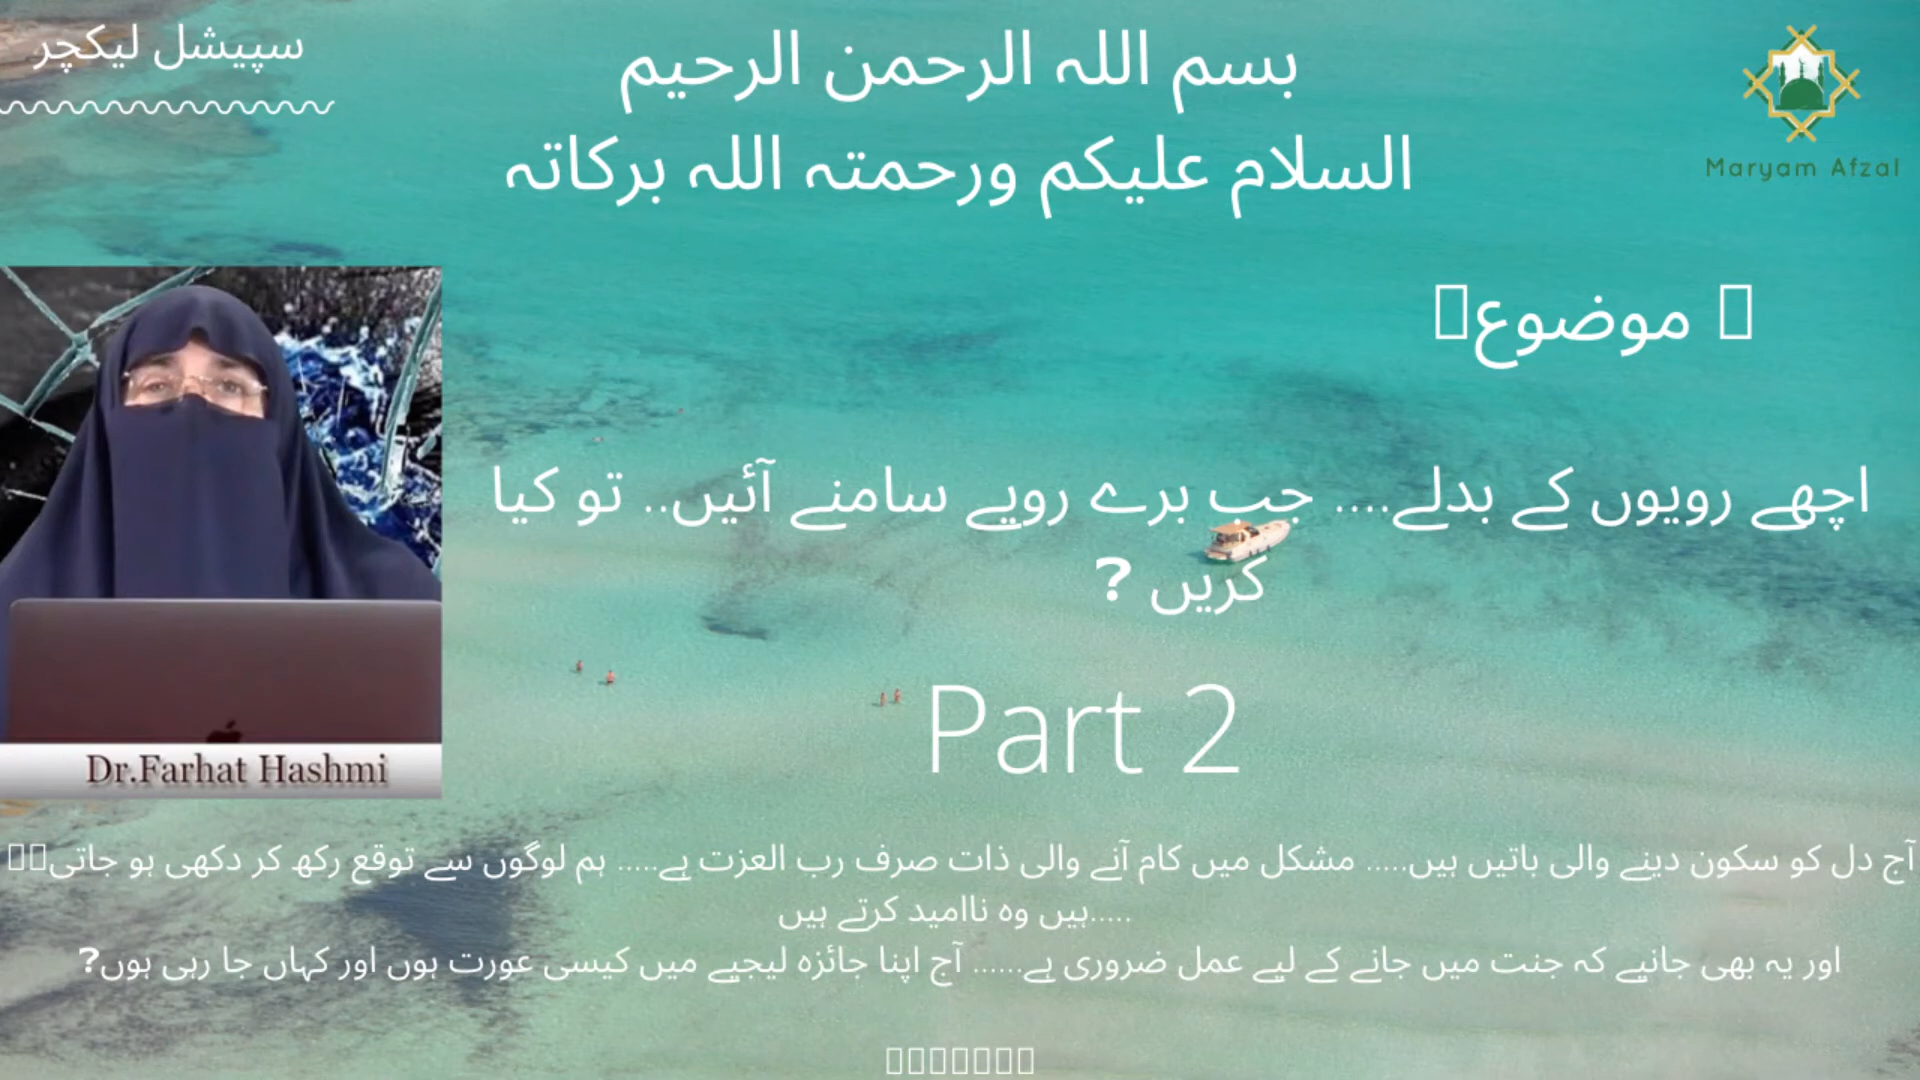 سپیشل لیکچر
بسم اللہ الرحمن الرحیم
السلام علیکم ورحمتہ اللہ برکاتہ
Maryam Afzal
موضوع
اچھے رویوں کے بدلے.... جب برے رویے سامنے آئیں.. تو کیا
کریں ?
Part 2
Dr.Farhat Hashmi
آج دل کو سکون دینے والی باتیں ہیں..... مشکل میں کام آنے والی ذات صرف رب العزت ہے..... ہم لوگوں سے توقع رکھ کر دکھی ہو جاتی
.....ہیں وہ ناامید کرتے ہیں
اور یہ بھی جانیے کہ جنت میں جانے کے لیے عمل ضروری ہے...... آج اپنا جائزہ لیجیے میں کیسی عورت ہوں اور کہاں جا رہی ہوں?